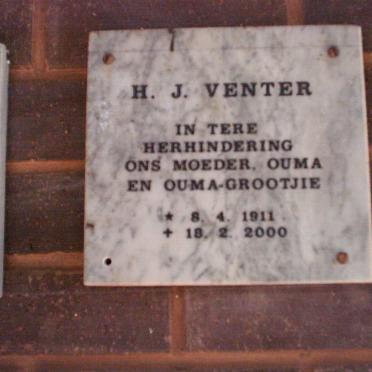 H. J. VENTER
IN TERE
HERHINDERING
ONS MOEDER, OUMA
EN OUMA-GROOTJIE
* 8. 4. 1911
+ 18. 2. 2000